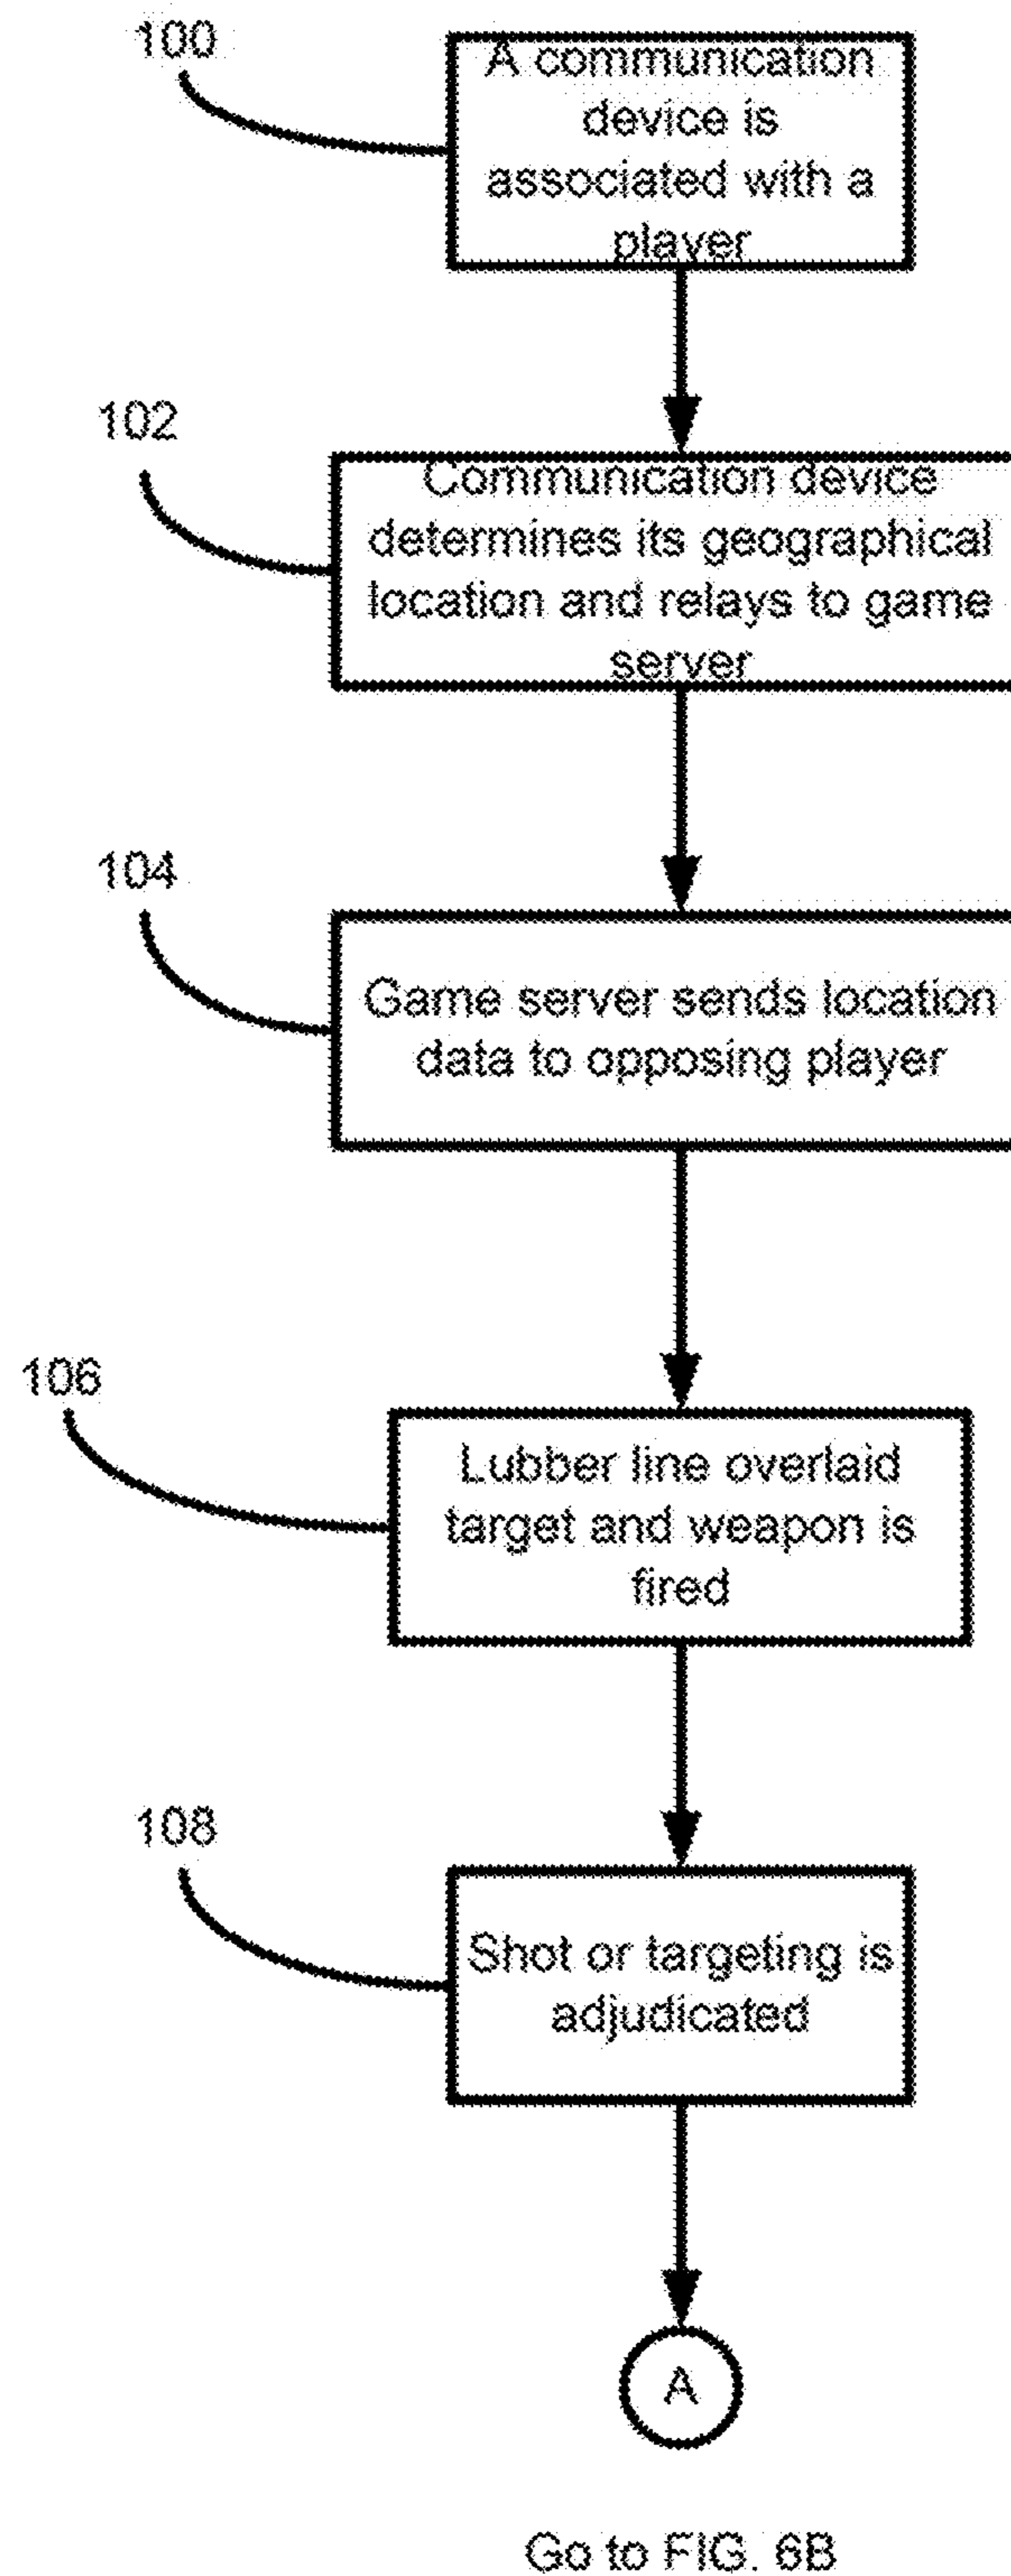 100
A communication
device is
associated with a
player
102
Communication device
determines its geographical
location and relays to game
server
104
Game server sends location
data to opposing player
106
Lubber line overlaid
target and weapon is
fired
108
Shot or targeting is
adjudicated
A
Go to FIG. 6B